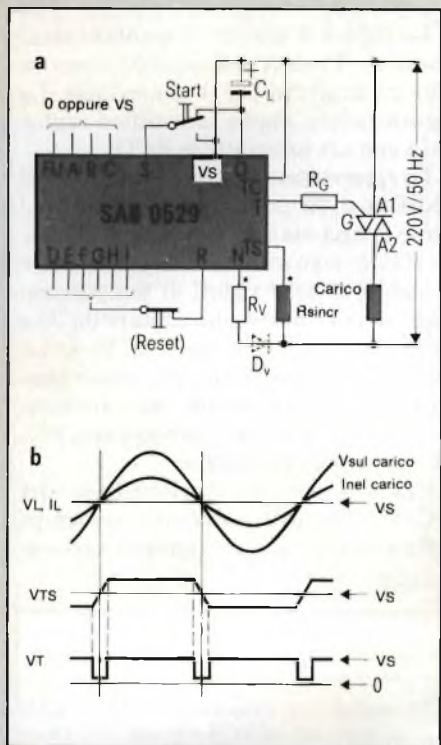 a
Start
+
CL
0 oppure VS
FU A B C S VS Q
TC
RG
T
G
A1
A2
SAB 0529
TS
D E F G H I R N
RV
Rsincr
Carico
(Reset)
DV
220V/50 Hz
b
Vsul carico
Inel carico
VL, IL
VS
VTS
VS
VT
VS
0